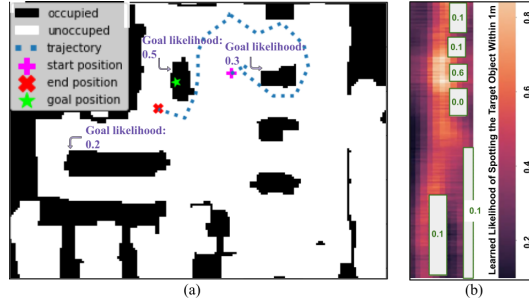 occupied
unoccupied
trajectory
start position
end position
goal position
Goal likelihood:
0.5
Goal likelihood:
0.3
Goal likelihood:
0.2
(a)
0.1
0.1
0.6
0.0
0.1
0.1
Learned Likelihood of Spotting the Target Object Within 1m
0.8
0.6
0.4
0.2
(b)